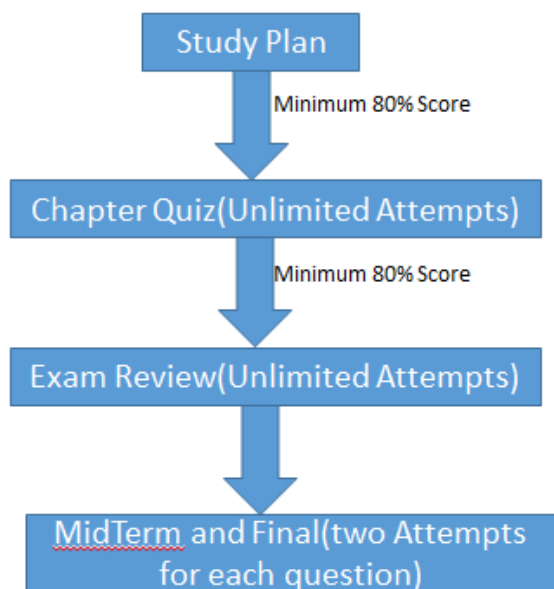 Study Plan
Minimum 80% Score
Chapter Quiz(Unlimited Attempts)
Minimum 80% Score
Exam Review(Unlimited Attempts)
MidTerm and Final(two Attempts
for each question)